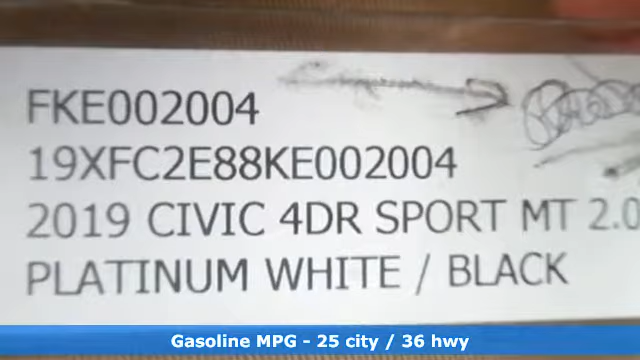 FKE002004
19XFC2E88KE002004
2019 CIVIC 4DR SPORT MT 2.0
PLATINUM WHITE / BLACK
Gasoline MPG - 25 city / 36 hwy